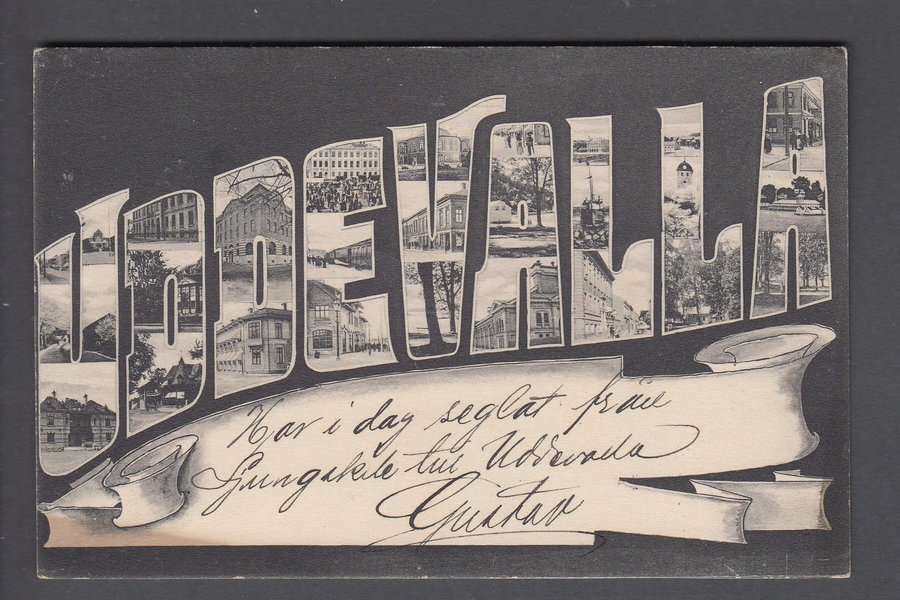 UDDEVALLA
Har i dag seglat från
Ljungskile till Uddevalla
Gustav